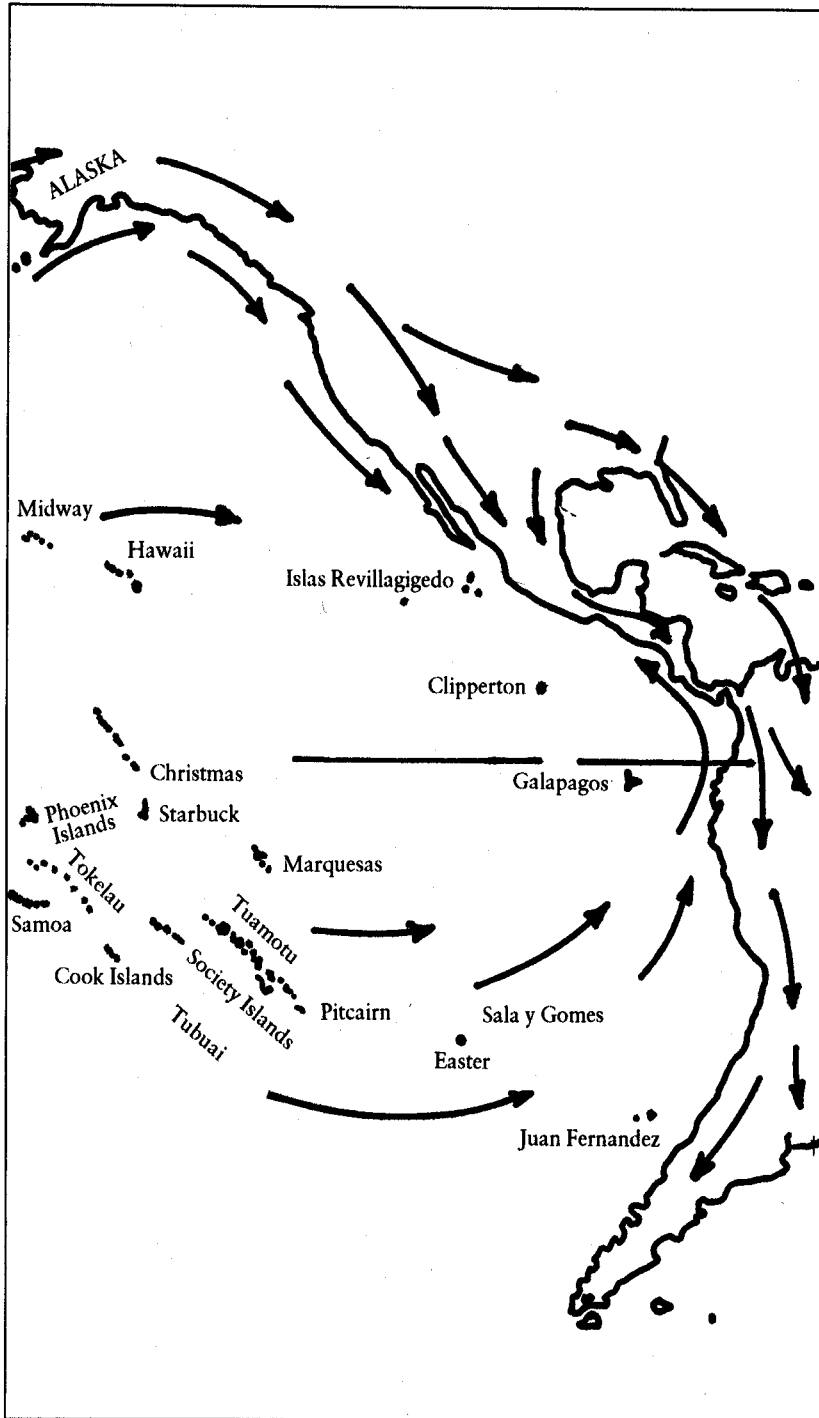 ALASKA
Midway
Hawaii
Islas Revillagigedo
Clipperton
Christmas
Galapagos
Phoenix
Islands
Starbuck
Marquesas
Tokelau
Samoa
Tuamotu
Cook Islands
Society Islands
Pitcairn
Sala y Gomes
Tubuai
Easter
Juan Fernandez